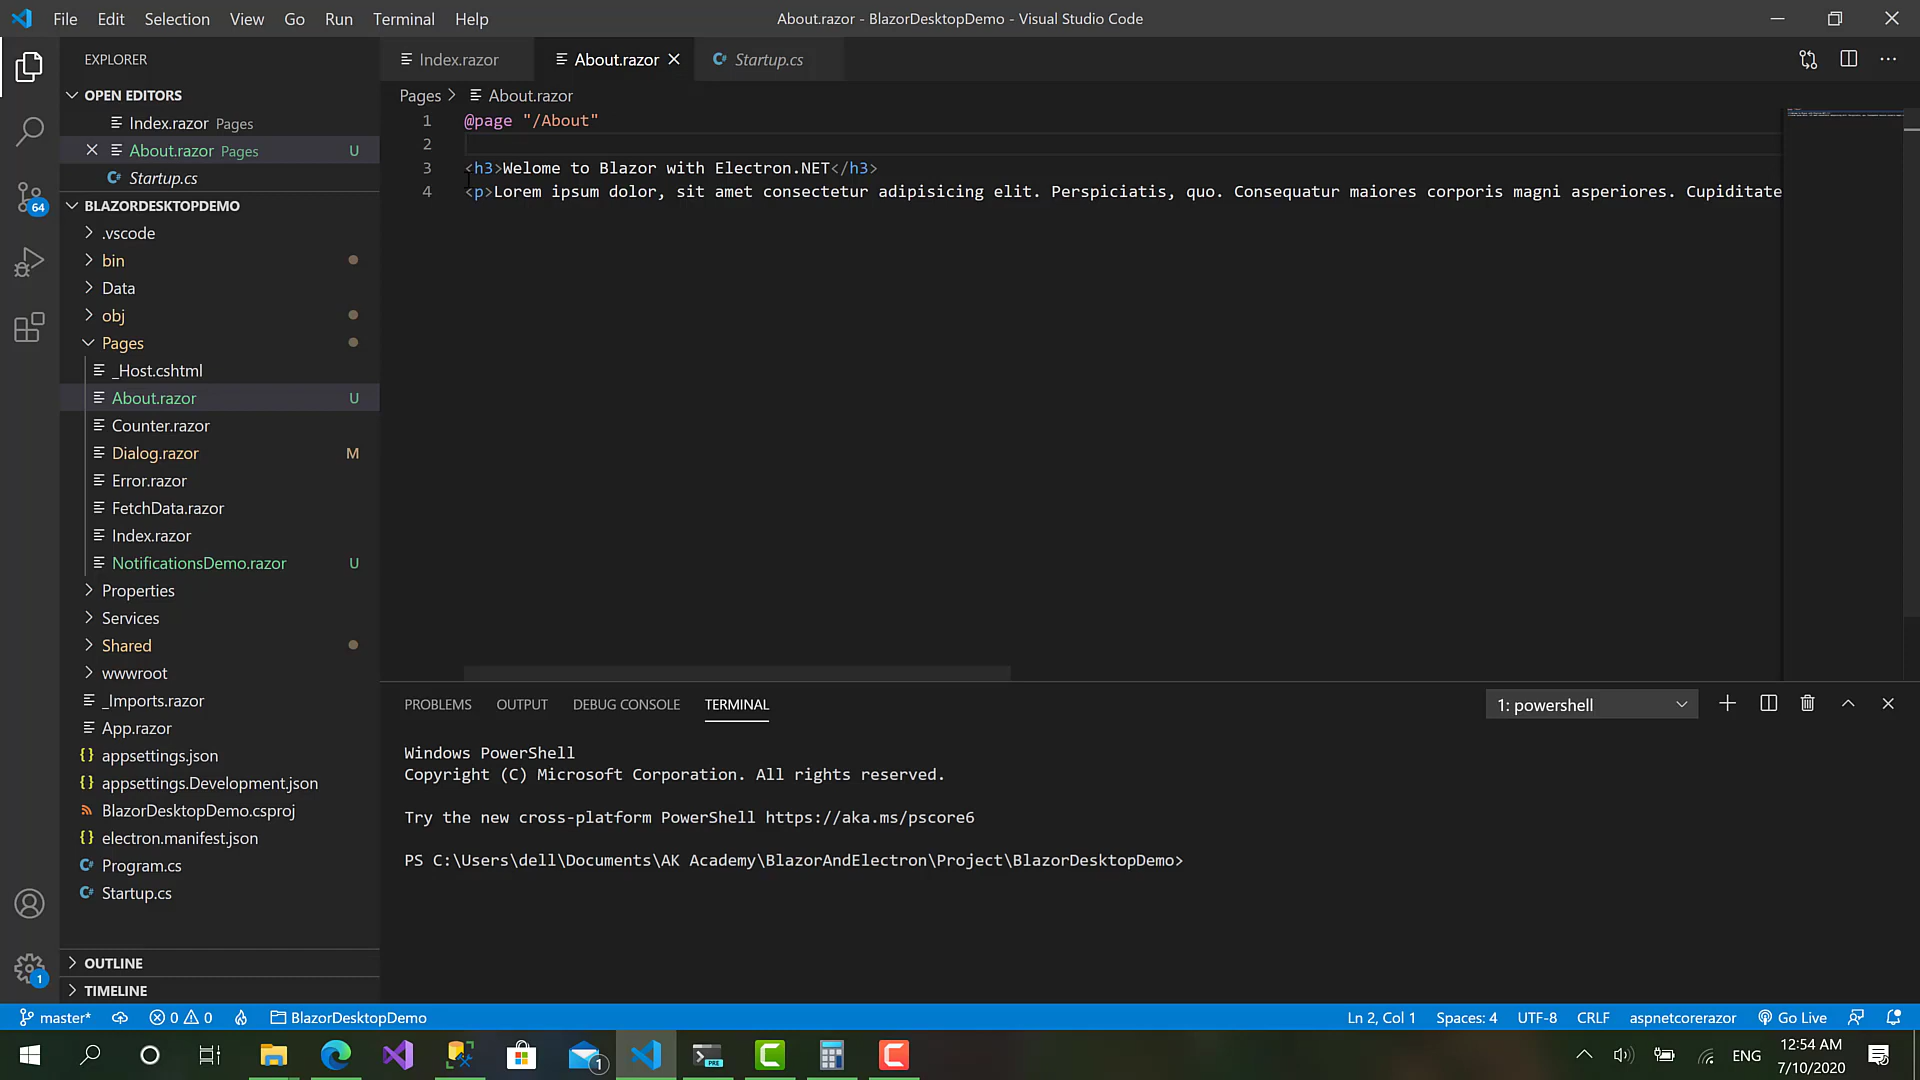 File Edit Selection View Go Run Terminal Help
About.razor - BlazorDesktopDemo - Visual Studio Code
EXPLORER
Index.razor
About.razor
Startup.cs
OPEN EDITORS
Index.razor Pages
About.razor Pages U
Startup.cs
64
BLAZORDESKTOPDEMO
.vscode
bin
Data
obj
Pages
_Host.cshtml
About.razor U
Counter.razor
Dialog.razor M
Error.razor
FetchData.razor
Index.razor
NotificationsDemo.razor U
Properties
Services
Shared
wwwroot
_Imports.razor
App.razor
{} appsettings.json
{} appsettings.Development.json
BlazorDesktopDemo.csproj
{} electron.manifest.json
C# Program.cs
C# Startup.cs
OUTLINE
1
TIMELINE
Pages > About.razor
1 @page "/About"
2
3 <h3>Welome to Blazor with Electron.NET</h3>
4 <p>Lorem ipsum dolor, sit amet consectetur adipisicing elit. Perspiciatis, quo. Consequatur maiores corporis magni asperiores. Cupiditate
PROBLEMS OUTPUT DEBUG CONSOLE TERMINAL
1: powershell
Windows PowerShell
Copyright (C) Microsoft Corporation. All rights reserved.
Try the new cross-platform PowerShell https://aka.ms/pscore6
PS C:\Users\dell\Documents\AK Academy\BlazorAndElectron\Project\BlazorDesktopDemo>
master* 0 0 BlazorDesktopDemo
Ln 2, Col 1 Spaces: 4 UTF-8 CRLF aspnetcorerazor Go Live
1
PRE
ENG
12:54 AM
7/10/2020